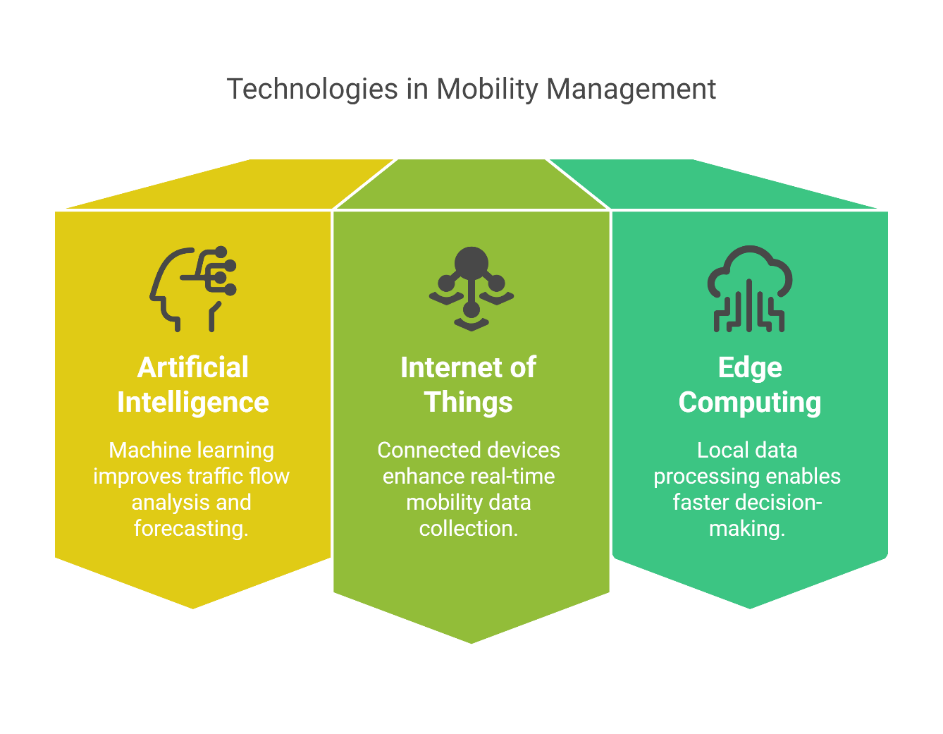 Technologies in Mobility Management
Artificial
Intelligence
Machine learning
improves traffic flow
analysis and
forecasting.
Internet of
Things
Connected devices
enhance real-time
mobility data
collection.
Edge
Computing
Local data
processing enables
faster decision-
making.